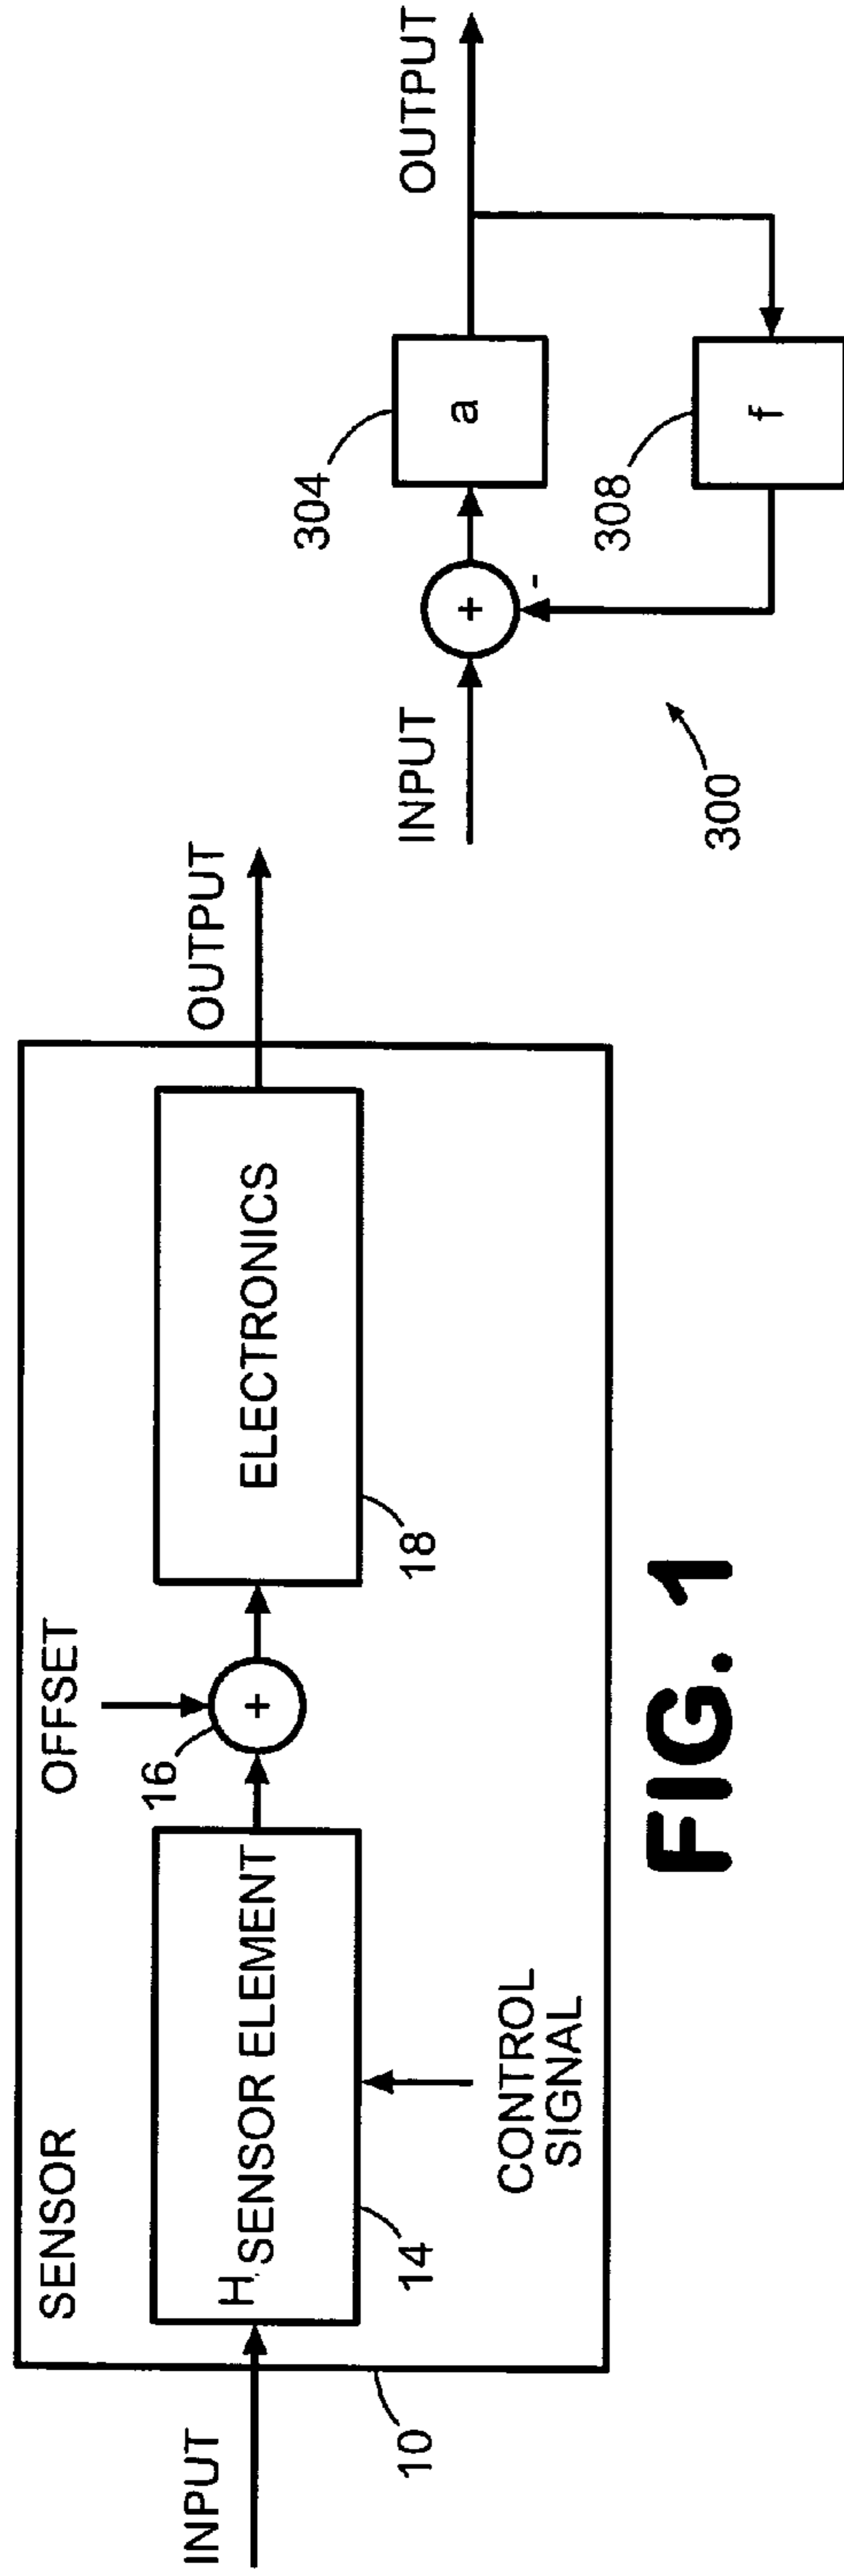 SENSOR
INPUT
10
H, SENSOR ELEMENT
14
CONTROL
SIGNAL
OFFSET
16
+
ELECTRONICS
18
OUTPUT
FIG. 1
INPUT
+
-
304
a
OUTPUT
308
f
300